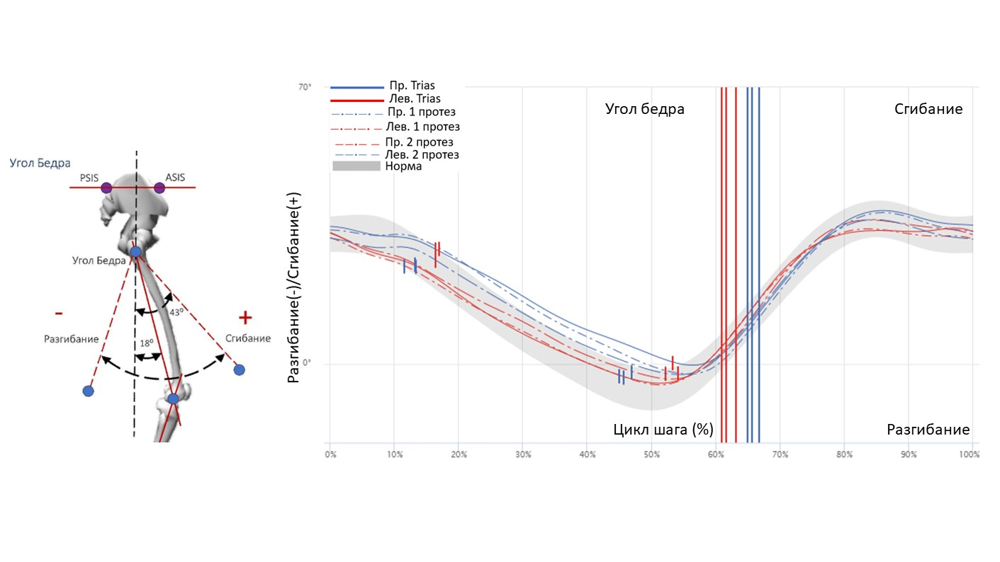 Угол Бедра
PSIS
ASIS
Угол Бедра
-
+
43º
18º
Разгибание
Сгибание
70°
0°
Разгибание(-)/Сгибание(+)
Пр. Trias
Лев. Trias
Пр. 1 протез
Лев. 1 протез
Пр. 2 протез
Лев. 2 протез
Норма
Угол бедра
Сгибание
Цикл шага (%)
Разгибание
0%
10%
20%
30%
40%
50%
60%
70%
80%
90%
100%